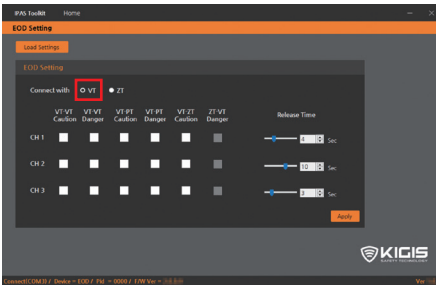 iPAS Toolkit Home
EOD Setting
Load Settings
EOD Setting
Connect with: VT ZT
VT-VT Caution VT-VT Danger VT-PT Caution VT-PT Danger VT-ZT Caution ZT-VT Danger Release Time
CH 1 Sec
CH 2 10 Sec
CH 3 Sec
Apply
KIGIS
SAFETY TECHNOLOGY
Connect(COM3) / Device = EOD / Pid = 0000 / F/W Ver =
Ver